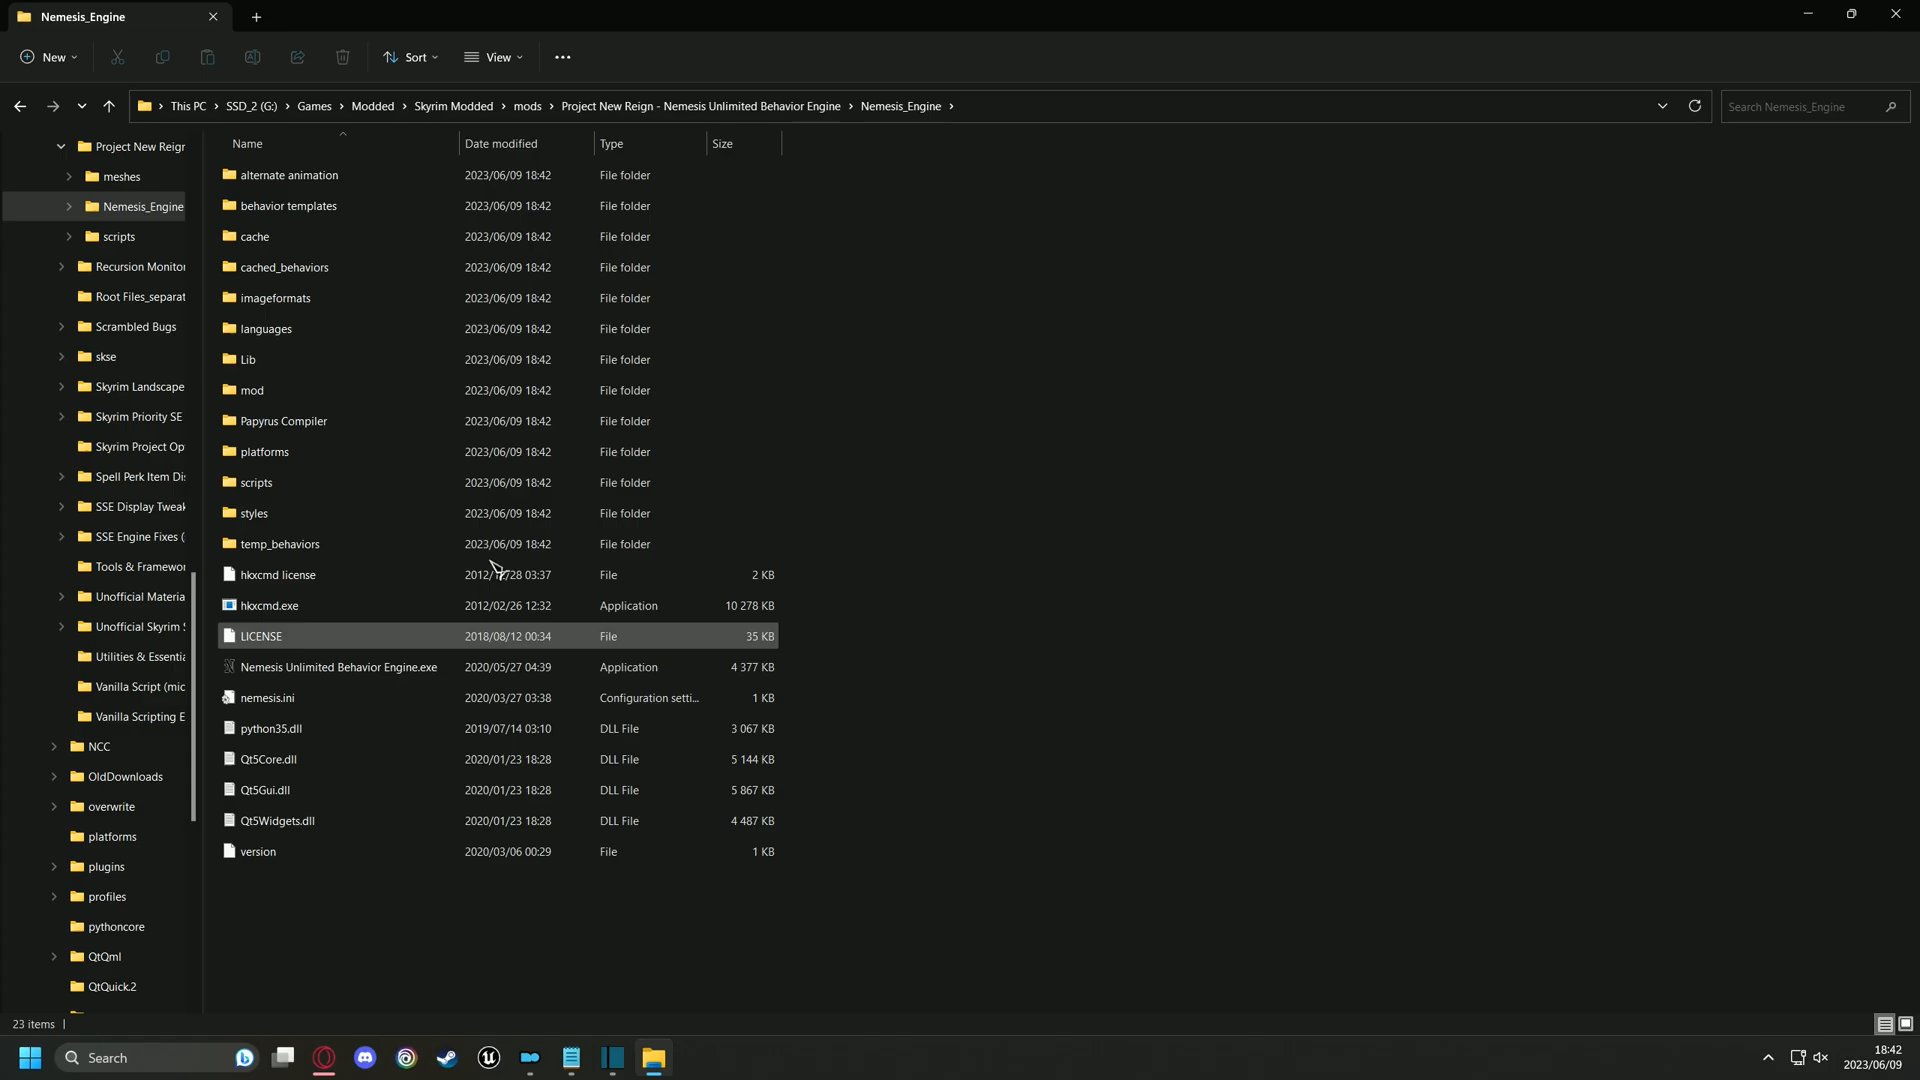 Nemesis_Engine
New
Sort
View
This PC > SSD_2 (G:) > Games > Modded > Skyrim Modded > mods > Project New Reign - Nemesis Unlimited Behavior Engine > Nemesis_Engine >
Search Nemesis_Engine
Name Date modified Type Size
Project New Reign
meshes
Nemesis_Engine
scripts
Recursion Monitor
Root Files_separat
Scrambled Bugs
skse
Skyrim Landscape
Skyrim Priority SE
Skyrim Project Op
Spell Perk Item Dis
SSE Display Tweak
SSE Engine Fixes (
Tools & Framewor
Unofficial Materia
Unofficial Skyrim S
Utilities & Essentia
Vanilla Script (mic
Vanilla Scripting E
NCC
OldDownloads
overwrite
platforms
plugins
profiles
pythoncore
QtQml
QtQuick.2
alternate animation 2023/06/09 18:42 File folder
behavior templates 2023/06/09 18:42 File folder
cache 2023/06/09 18:42 File folder
cached_behaviors 2023/06/09 18:42 File folder
imageformats 2023/06/09 18:42 File folder
languages 2023/06/09 18:42 File folder
Lib 2023/06/09 18:42 File folder
mod 2023/06/09 18:42 File folder
Papyrus Compiler 2023/06/09 18:42 File folder
platforms 2023/06/09 18:42 File folder
scripts 2023/06/09 18:42 File folder
styles 2023/06/09 18:42 File folder
temp_behaviors 2023/06/09 18:42 File folder
hkxcmd license 03:37 File 2 KB
hkxcmd.exe 2012/02/26 12:32 Application 10 278 KB
LICENSE 2018/08/12 00:34 File 35 KB
Nemesis Unlimited Behavior Engine.exe 2020/05/27 04:39 Application 4 377 KB
nemesis.ini 2020/03/27 03:38 Configuration setti... 1 KB
python35.dll 2019/07/14 03:10 DLL File 3 067 KB
Qt5Core.dll 2020/01/23 18:28 DLL File 5 144 KB
Qt5Gui.dll 2020/01/23 18:28 DLL File 5 867 KB
Qt5Widgets.dll 2020/01/23 18:28 DLL File 4 487 KB
version 2020/03/06 00:29 File 1 KB
23 items
Search
18:42
2023/06/09